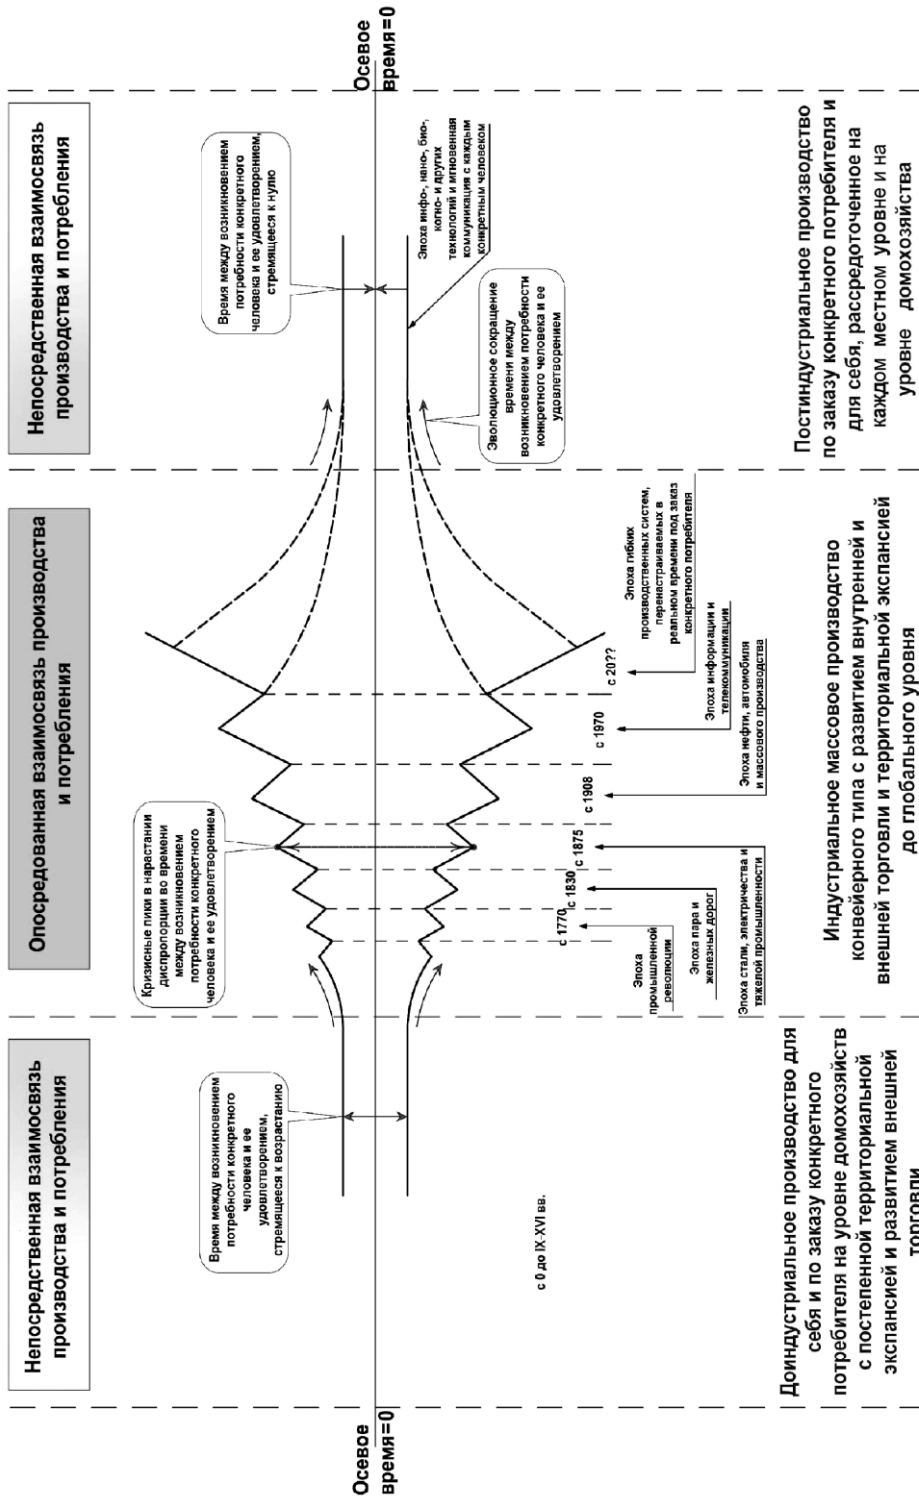 Непосредственная взаимосвязь
производства и потребления
Опосредованная взаимосвязь производства
и потребления
Непосредственная взаимосвязь
производства и потребления
Время между возникновением
потребности конкретного
человека и ее
удовлетворением,
стремящееся к возрастанию
Кризисные пики в нарастании
диспропорции во времени
между возникновением
потребности конкретного
человека и ее удовлетворением
Время между возникновением
потребности конкретного
человека и ее удовлетворением,
стремящееся к нулю
Осевое
время=0
Осевое
время=0
Эпоха инфо-, нано-, био-,
когно- и других
технологий и мгновенная
коммуникация с каждым
конкретным человеком
Эволюционное сокращение
времени между
возникновением потребности
конкретного человека и ее
удовлетворением
с 0 до IX-XVI вв.
с 1770
с 1830
с 1875
с 1908
с 1970
с 20??
Эпоха
промышленной
революции
Эпоха пара и
железных дорог
Эпоха стали, электричества и
тяжелой промышленности
Эпоха нефти, автомобиля
и массового производства
Эпоха информации и
телекоммуникации
Эпоха гибких
производственных систем,
перенастраиваемых в
реальном времени под заказ
конкретного потребителя
Доиндустриальное производство для
себя и по заказу конкретного
потребителя на уровне домохозяйств
с постепенной территориальной
экспансией и развитием внешней
торговли
Индустриальное массовое производство
конвейерного типа с развитием внутренней и
внешней торговли и территориальной экспансией
до глобального уровня
Постиндустриальное производство
по заказу конкретного потребителя и
для себя, рассредоточенное на
каждом местном уровне и на
уровне домохозяйства